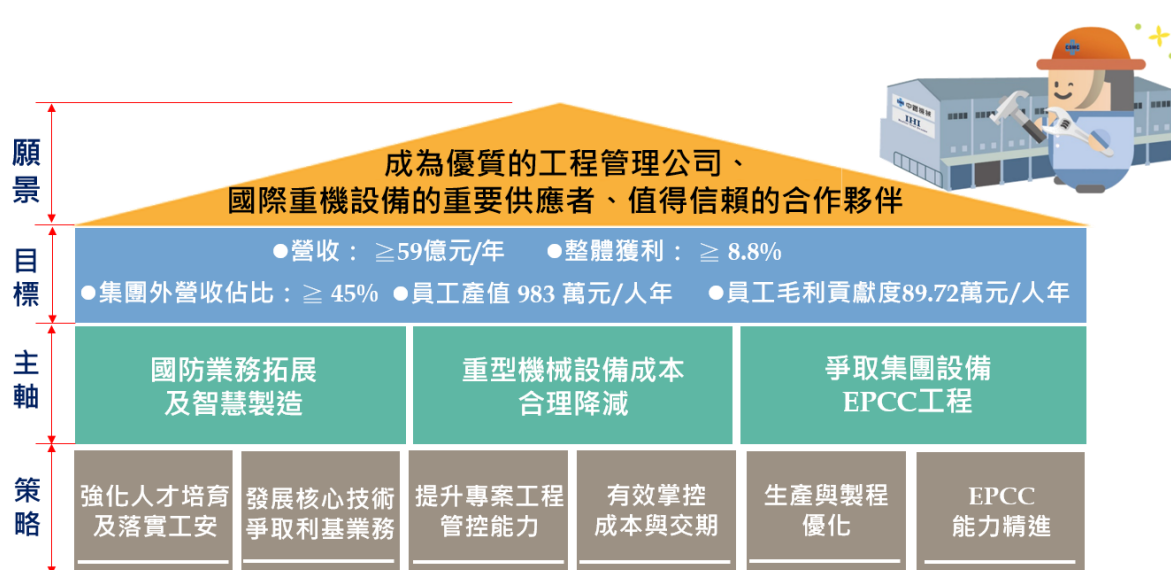 CSMC
中鋼機械
IHI
願景
成為優質的工程管理公司、
國際重機設備的重要供應者、值得信賴的合作夥伴
目標
●營收： ≧59億元/年 ●整體獲利： ≧ 8.8%
●集團外營收佔比：≧ 45% ●員工產值 983 萬元/人年 ●員工毛利貢獻度89.72萬元/人年
主軸
國防業務拓展
及智慧製造
重型機械設備成本
合理降減
爭取集團設備
EPCC工程
策略
強化人才培育
及落實工安
發展核心技術
爭取利基業務
提升專案工程
管控能力
有效掌控
成本與交期
生產與製程
優化
EPCC
能力精進